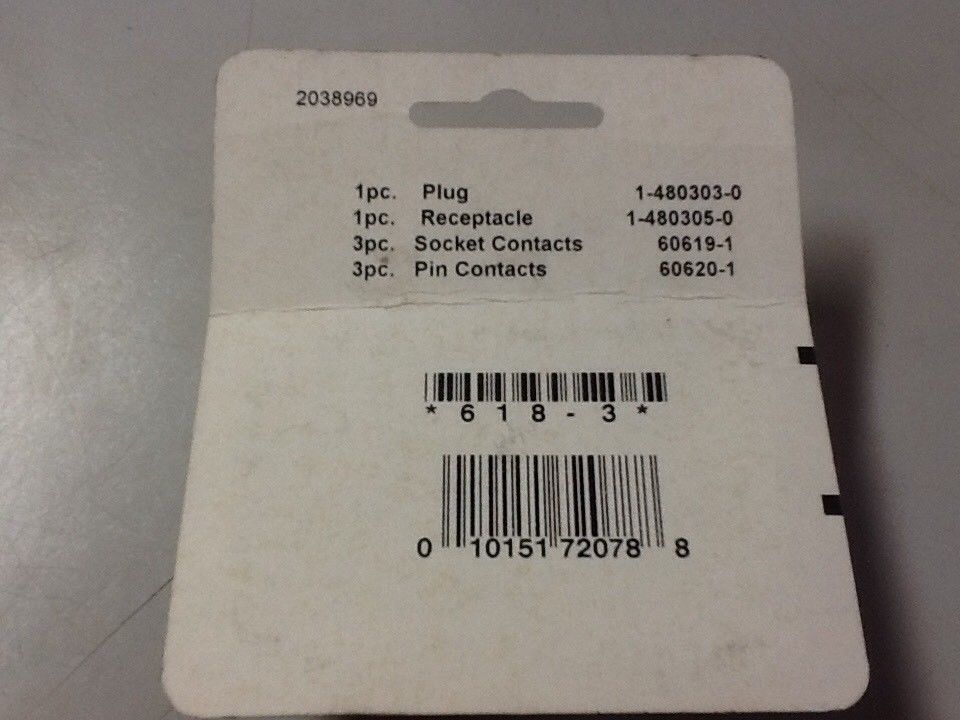 2038969
1pc. Plug 1-480303-0
1pc. Receptacle 1-480305-0
3pc. Socket Contacts 60619-1
3pc. Pin Contacts 60620-1
* 6 1 8 - 3 *
0 10151 72078 8